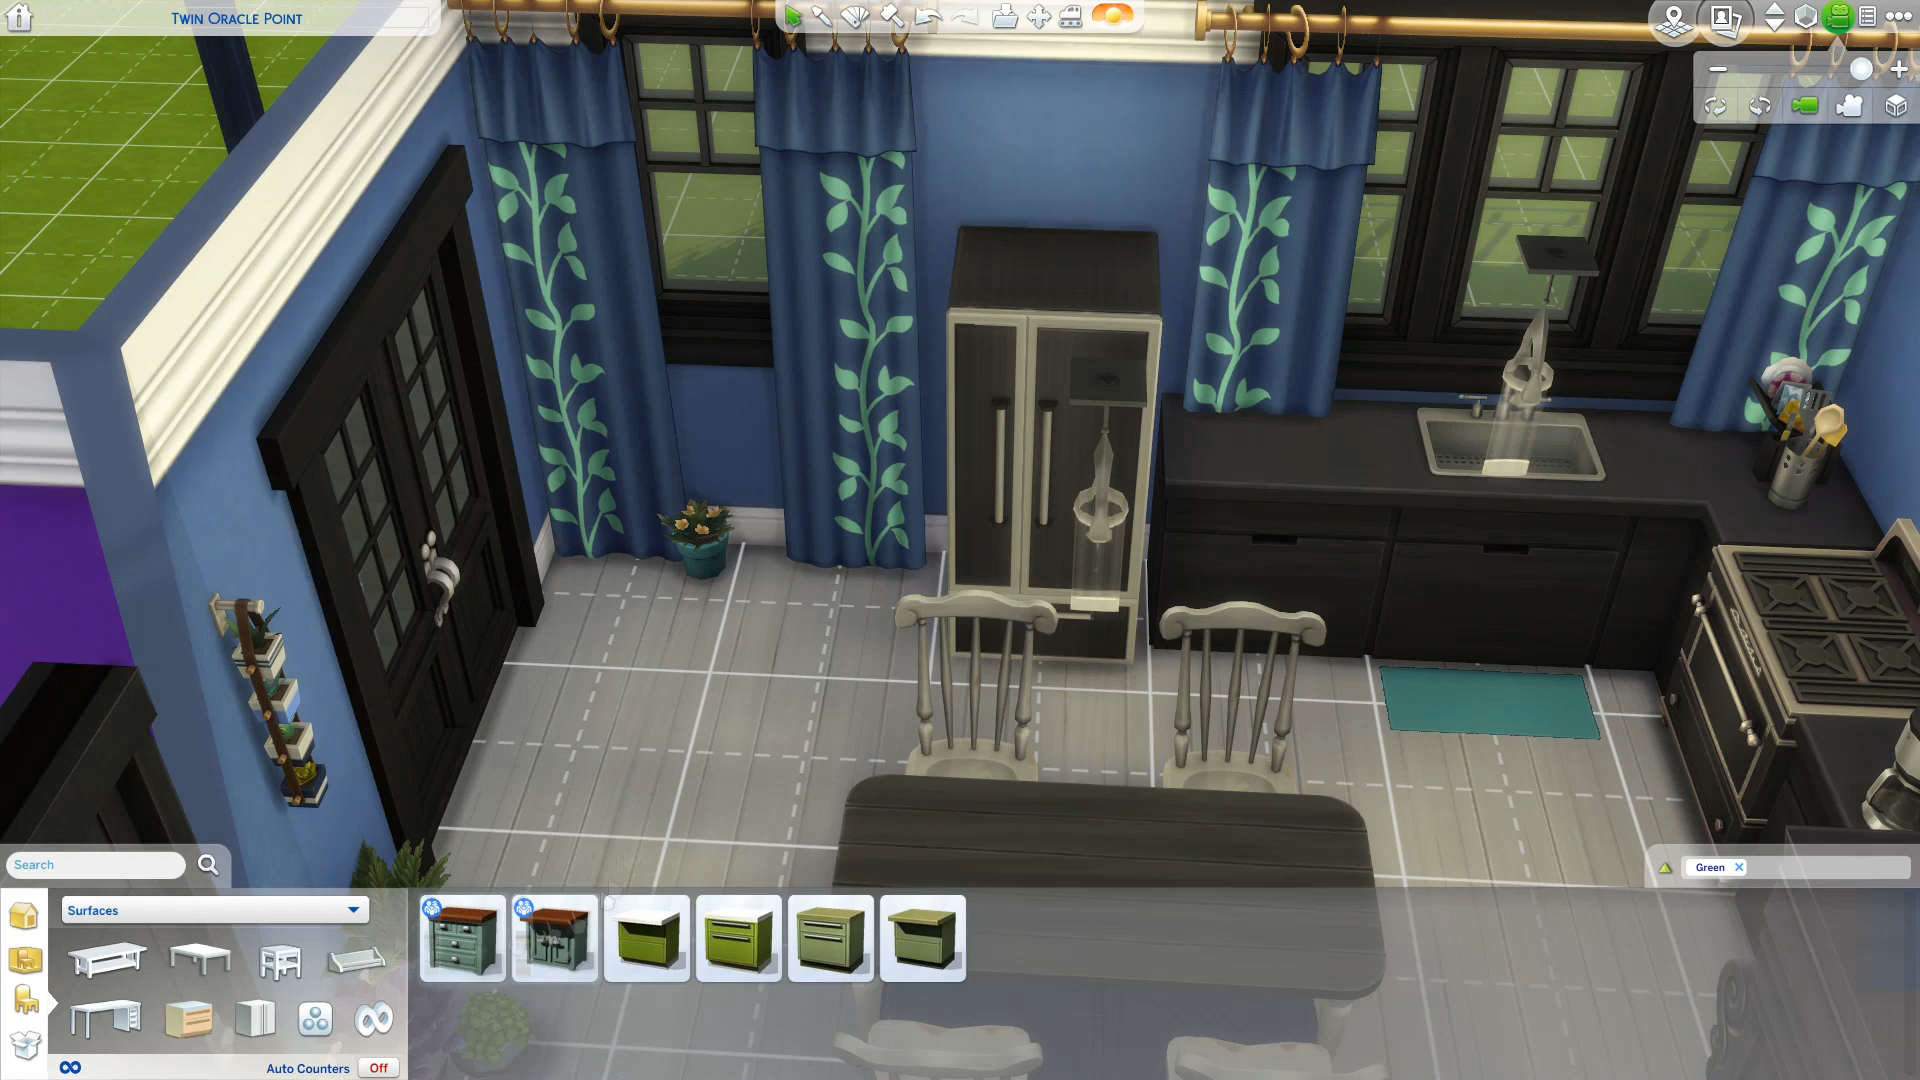 Twin Oracle Point
Search
Green
Surfaces
Auto Counters
Off